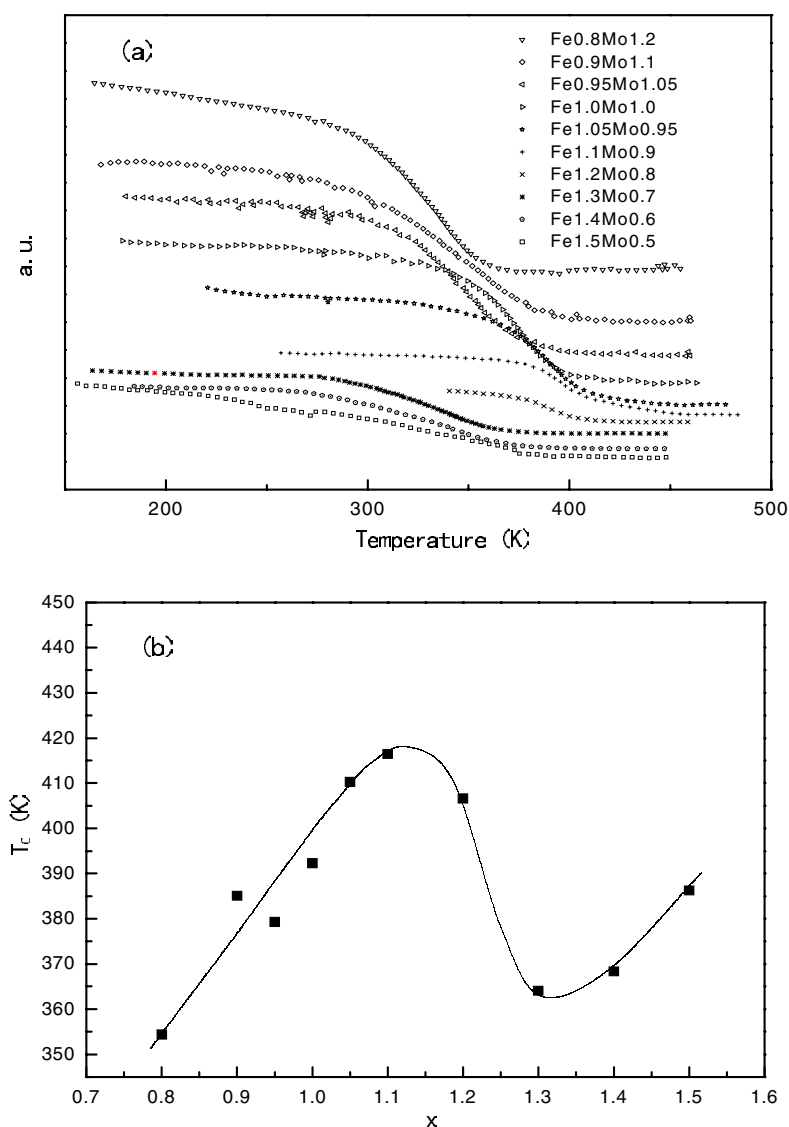 (a)
Fe0.8Mo1.2
Fe0.9Mo1.1
Fe0.95Mo1.05
Fe1.0Mo1.0
Fe1.05Mo0.95
Fe1.1Mo0.9
Fe1.2Mo0.8
Fe1.3Mo0.7
Fe1.4Mo0.6
Fe1.5Mo0.5
a.u.
200 300 400 500
Temperature (K)
(b)
450
440
430
420
410
400
390
380
370
360
350
Tc (K)
0.7 0.8 0.9 1.0 1.1 1.2 1.3 1.4 1.5 1.6
x